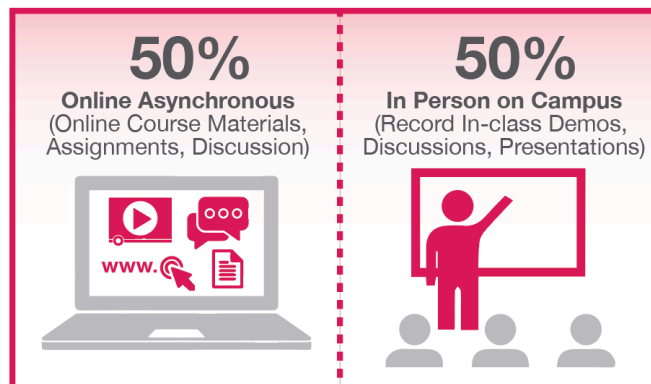 50%
Online Asynchronous
(Online Course Materials,
Assignments, Discussion)
www.
50%
In Person on Campus
(Record In-class Demos,
Discussions, Presentations)